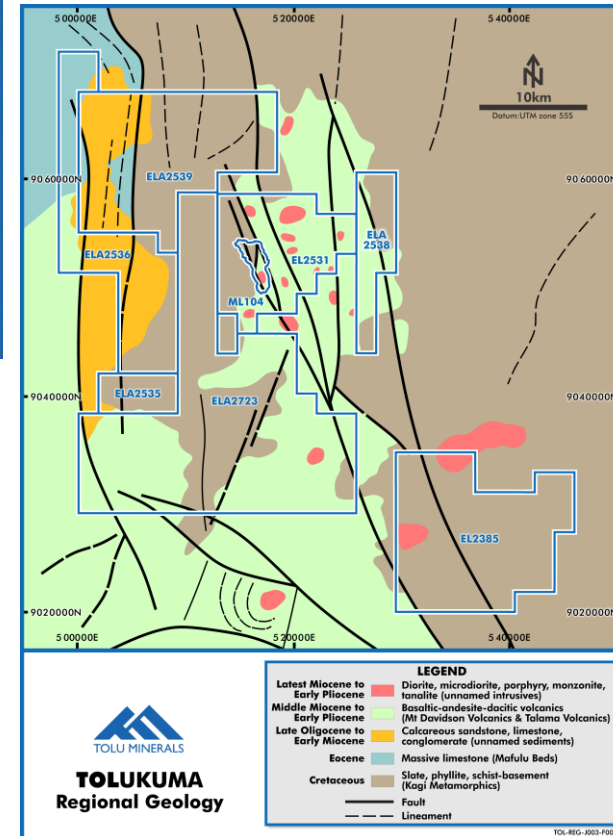 500000E 520000E 540000E
N
10km
Datum:UTM zone 55S
9060000N 9060000N
ELA2539
ELA2536
EL2531
ELA
2538
ML104
9040000N 9040000N
ELA2535
ELA2723
EL2385
9020000N 9020000N
500000E 520000E 540000E
TOLU MINERALS
TOLUKUMA
Regional Geology
LEGEND
Latest Miocene to Early Pliocene Diorite, microdiorite, porphyry, monzonite, tanalite (unnamed intrusives)
Middle Miocene to Early Pliocene Basaltic-andesite-dacitic volcanics (Mt Davidson Volcanics & Talama Volcanics)
Late Oligocene to Early Miocene Calcareous sandstone, limestone, conglomerate (unnamed sediments)
Eocene Massive limestone (Mafulu Beds)
Cretaceous Slate, phyllite, schist-basement (Kagi Metamorphics)
Fault
Lineament